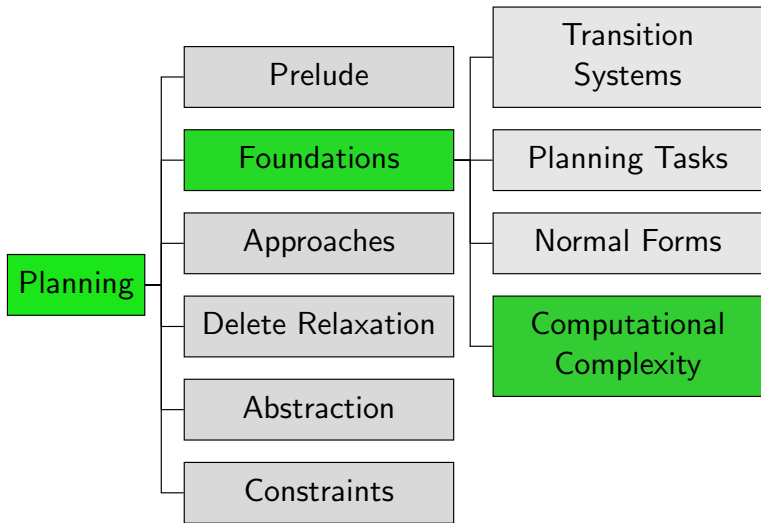 Planning
Prelude
Foundations
Approaches
Delete Relaxation
Abstraction
Constraints
Transition
Systems
Planning Tasks
Normal Forms
Computational
Complexity